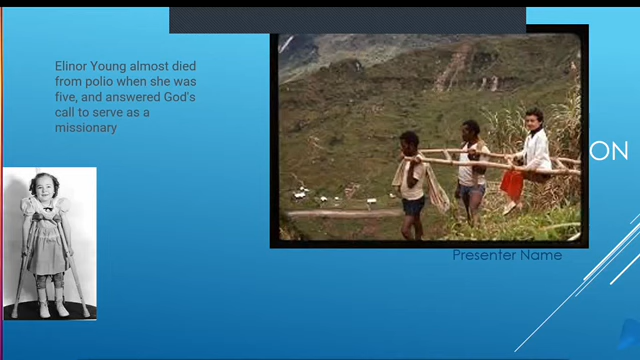 Elinor Young almost died
from polio when she was
five, and answered God's
call to serve as a
missionary
ON
Presenter Name